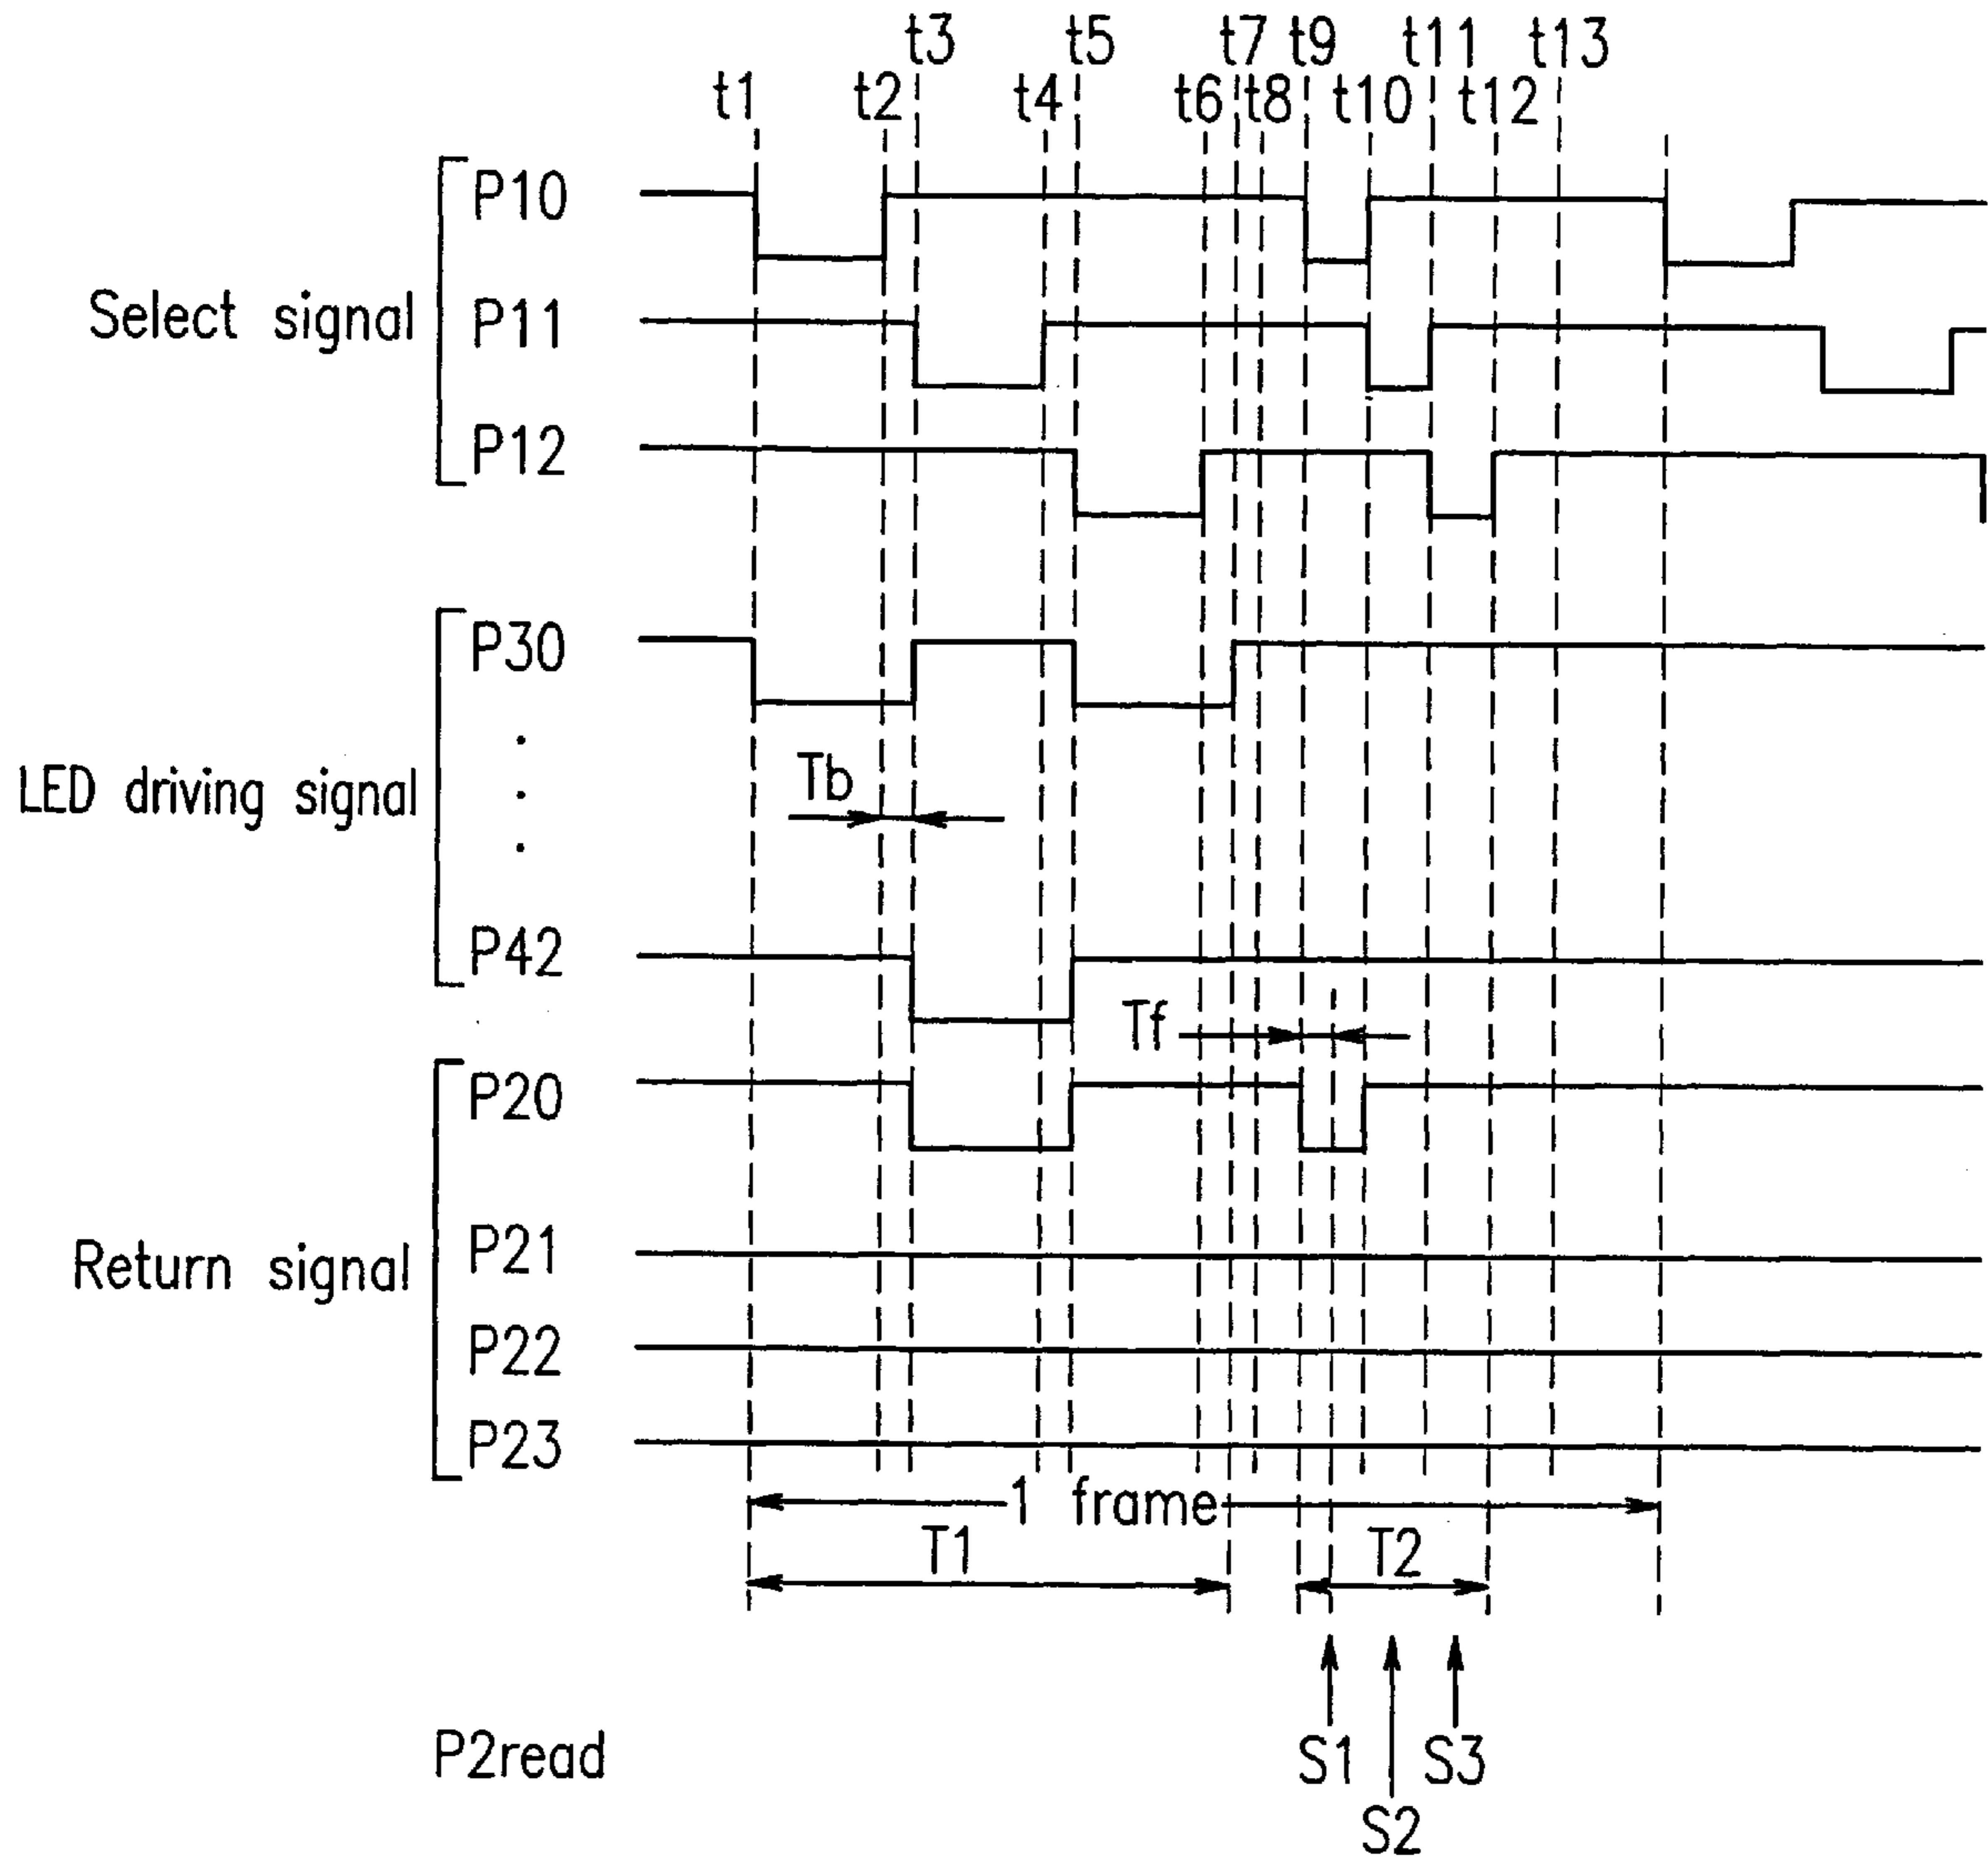 t3 t5 t7 t9 t11 t13
t1 t2 t4 t6 t8 t10 t12
P10
Select signal
P11
P12
P30
Tb
LED driving signal
P42
Tf
P20
P21
Return signal
P22
P23
1 frame
T1 T2
P2read
S1 S3
S2